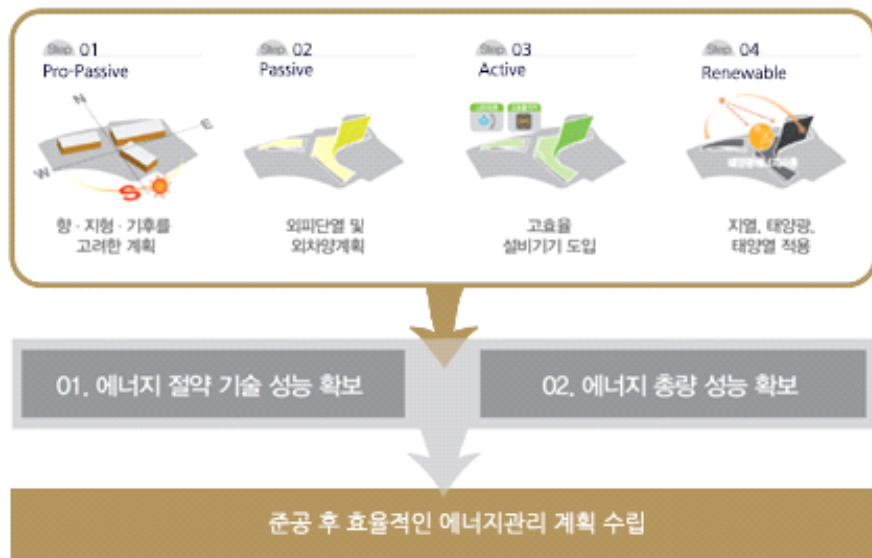 Step. 01
Pro-Passive
Step. 02
Passive
Step. 03
Active
Step. 04
Renewable
N
E
W
S
향 · 지형 · 기후를
고려한 계획
외피단열 및
외차양계획
고효율
설비기기 도입
지열, 태양광,
태양열 적용
01. 에너지 절약 기술 성능 확보
02. 에너지 총량 성능 확보
준공 후 효율적인 에너지관리 계획 수립